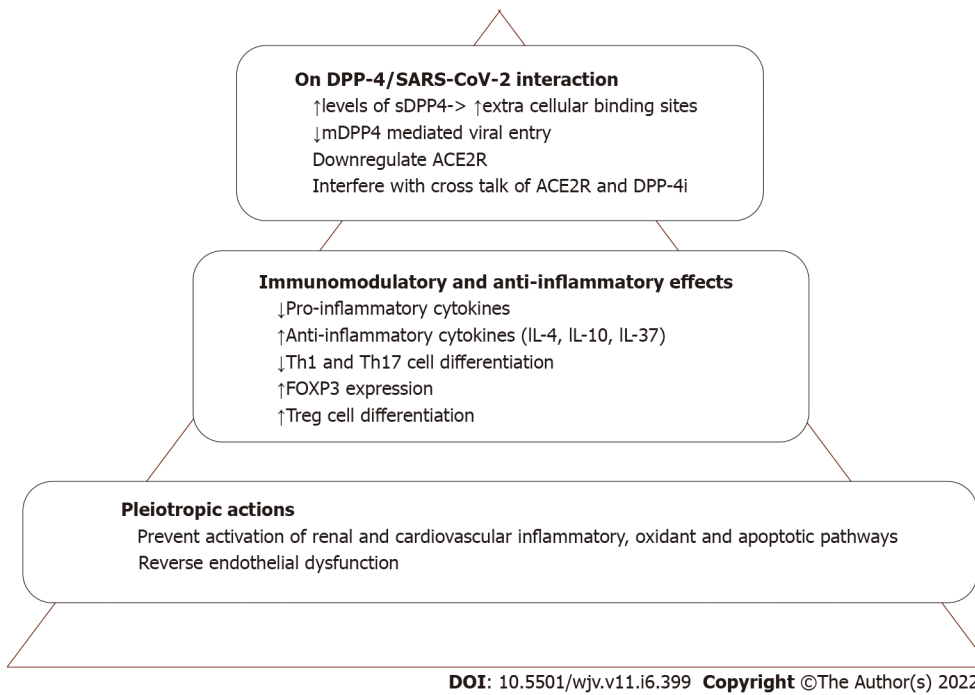 On DPP-4/SARS-CoV-2 interaction
↑levels of sDPP4-> ↑extra cellular binding sites
↓mDPP4 mediated viral entry
Downregulate ACE2R
Interfere with cross talk of ACE2R and DPP-4i
Immunomodulatory and anti-inflammatory effects
↓Pro-inflammatory cytokines
↑Anti-inflammatory cytokines (IL-4, IL-10, IL-37)
↓Th1 and Th17 cell differentiation
↑FOXP3 expression
↑Treg cell differentiation
Pleiotropic actions
Prevent activation of renal and cardiovascular inflammatory, oxidant and apoptotic pathways
Reverse endothelial dysfunction
DOI: 10.5501/wjv.v11.i6.399 Copyright ©The Author(s) 2022